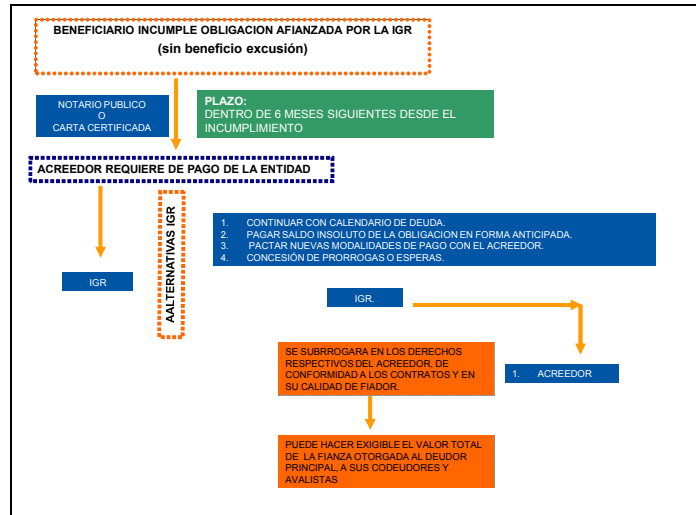 BENEFICIARIO INCUMPLE OBLIGACION AFIANZADA POR LA IGR
(sin beneficio excusión)
NOTARIO PUBLICO
O
CARTA CERTIFICADA
PLAZO:
DENTRO DE 6 MESES SIGUIENTES DESDE EL
INCUMPLIMIENTO
ACREEDOR REQUIERE DE PAGO DE LA ENTIDAD
AALTERNATIVAS IGR
1. CONTINUAR CON CALENDARIO DE DEUDA.
2. PAGAR SALDO INSOLUTO DE LA OBLIGACION EN FORMA ANTICIPADA.
3. PACTAR NUEVAS MODALIDADES DE PAGO CON EL ACREEDOR.
4. CONCESIÓN DE PRORROGAS O ESPERAS.
IGR
IGR.
SE SUBRROGARA EN LOS DERECHOS
RESPECTIVOS DEL ACREEDOR, DE
CONFORMIDAD A LOS CONTRATOS Y EN
SU CALIDAD DE FIADOR.
1. ACREEDOR
PUEDE HACER EXIGIBLE EL VALOR TOTAL
DE LA FIANZA OTORGADA AL DEUDOR
PRINCIPAL, A SUS CODEUDORES Y
AVALISTAS